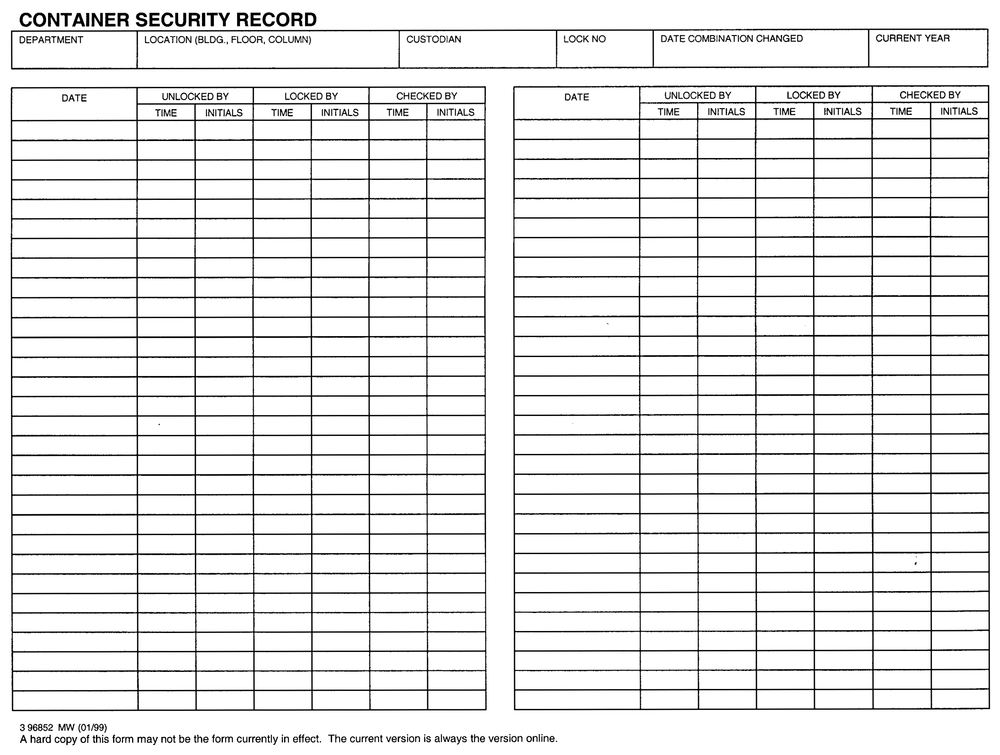 CONTAINER SECURITY RECORD
DEPARTMENT LOCATION (BLDG., FLOOR, COLUMN) CUSTODIAN LOCK NO DATE COMBINATION CHANGED CURRENT YEAR
DATE UNLOCKED BY LOCKED BY CHECKED BY
TIME INITIALS TIME INITIALS TIME INITIALS
DATE UNLOCKED BY LOCKED BY CHECKED BY
TIME INITIALS TIME INITIALS TIME INITIALS
3 96852 MW (01/99)
A hard copy of this form may not be the form currently in effect. The current version is always the version online.